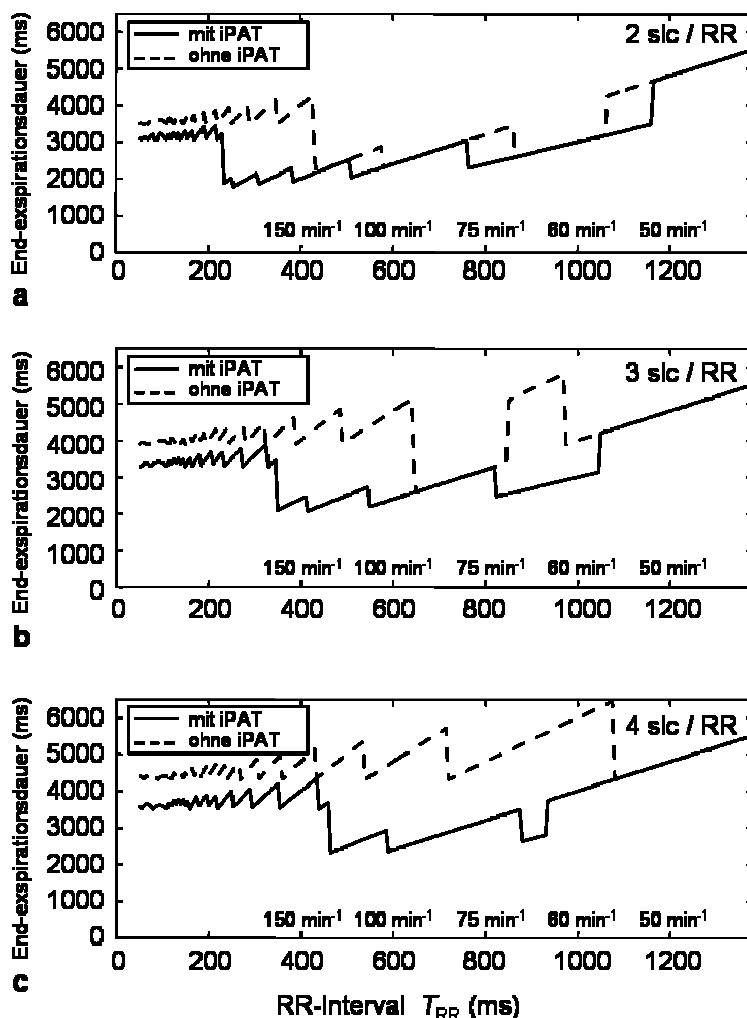 End-exspirationsdauer (ms)
6000
5000
4000
3000
2000
1000
0
mit iPAT
ohne iPAT
2 slc / RR
150 min-1 100 min-1 75 min-1 60 min-1 50 min-1
0 200 400 600 800 1000 1200
a
End-exspirationsdauer (ms)
6000
5000
4000
3000
2000
1000
0
mit iPAT
ohne iPAT
3 slc / RR
150 min-1 100 min-1 75 min-1 60 min-1 50 min-1
0 200 400 600 800 1000 1200
b
End-exspirationsdauer (ms)
6000
5000
4000
3000
2000
1000
0
mit iPAT
ohne iPAT
4 slc / RR
150 min-1 100 min-1 75 min-1 60 min-1 50 min-1
0 200 400 600 800 1000 1200
c
RR-Interval TRR (ms)